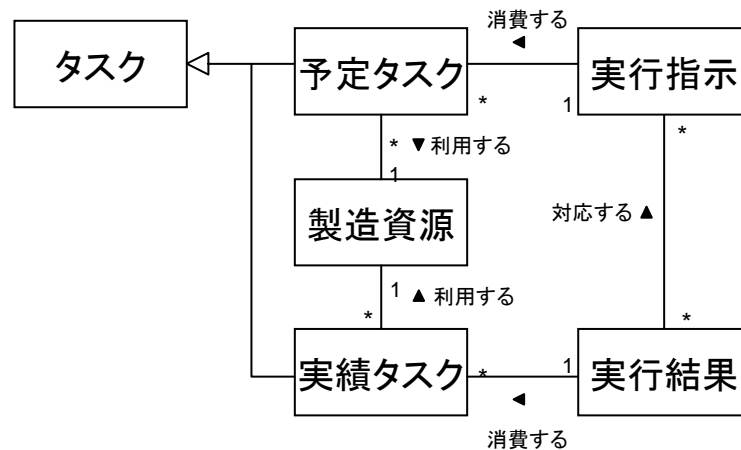 消費する
◀
タスク
予定タスク
実行指示
*
1
*
* ▼利用する
1
製造資源
対応する▲
1 ▲利用する
*
*
実績タスク
*
1
実行結果
◀
消費する